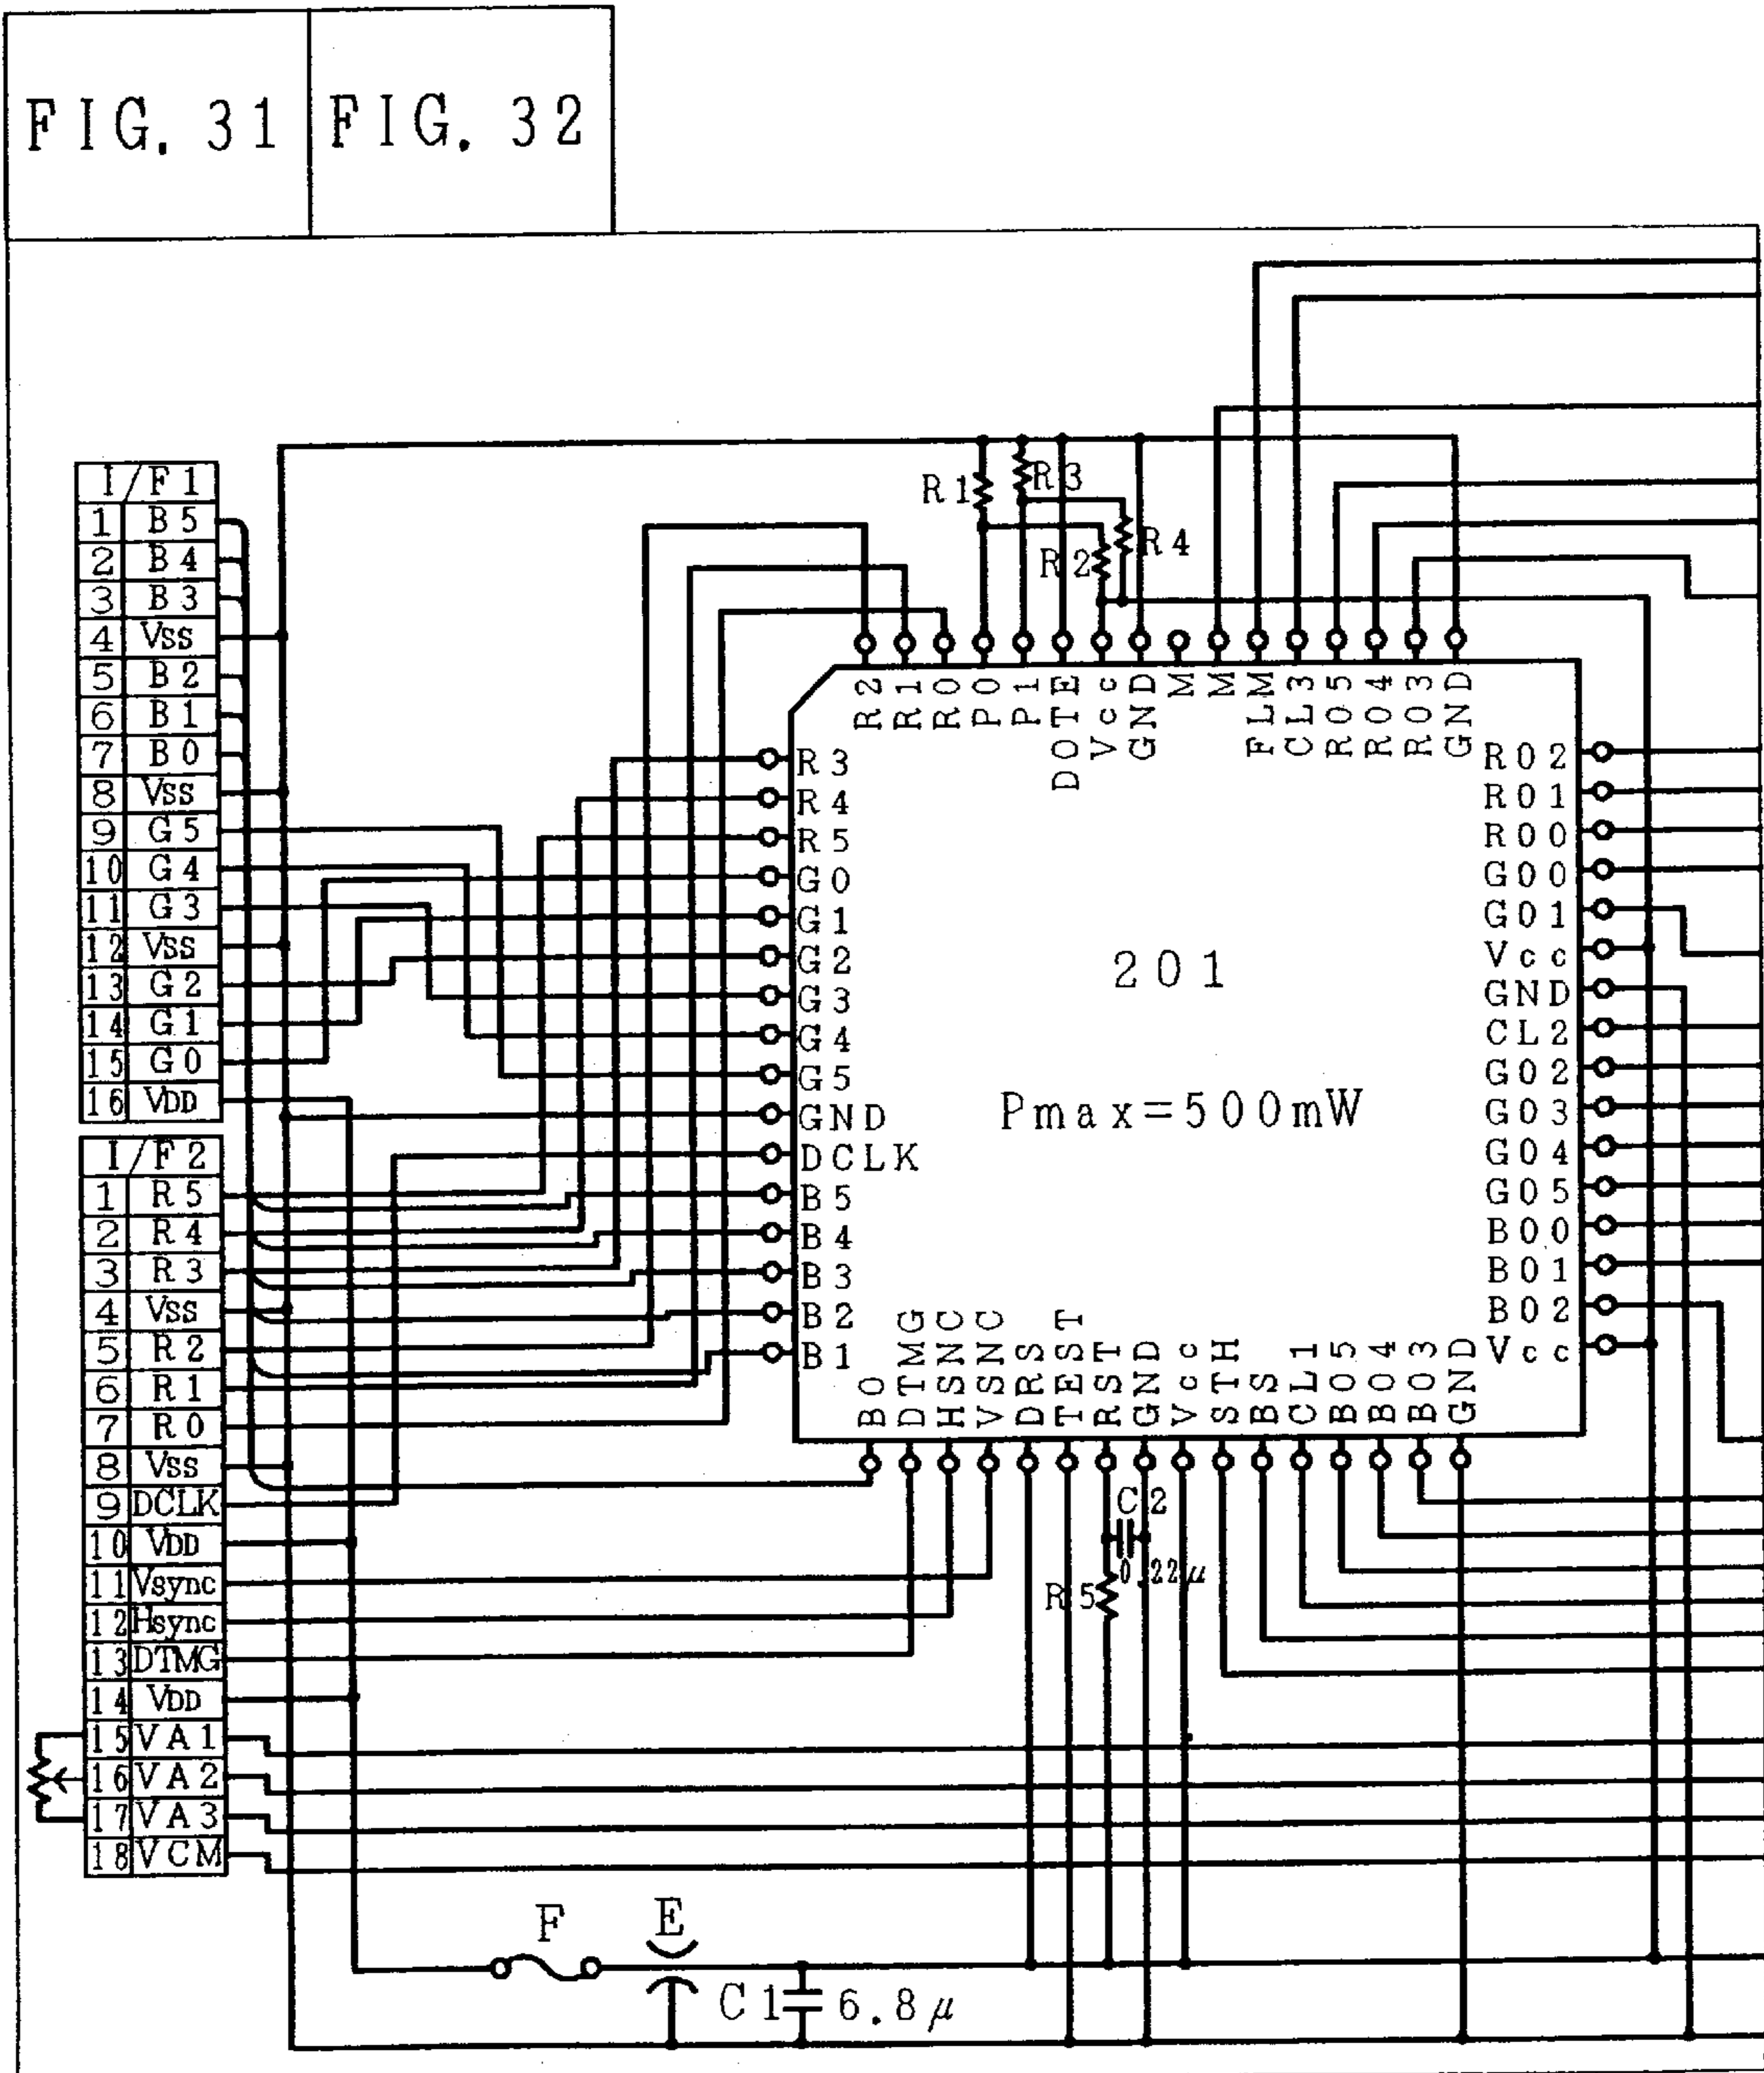 FIG. 31 FIG. 32
I/F1
1 B5
2 B4
3 B3
4 VSS
5 B2
6 B1
7 B0
8 VSS
9 G5
10 G4
11 G3
12 VSS
13 G2
14 G1
15 G0
16 VDD
I/F2
1 R5
2 R4
3 R3
4 VSS
5 R2
6 R1
7 R0
8 VSS
9 DCLK
10 VDD
11 Vsync
12 Hsync
13 DTMG
14 VDD
15 VA1
16 VA2
17 VA3
18 VCM
R1
R3
R2
R4
R2
R1
R0
P0
P1
DOTE
Vcc
GND
M
M
FLM
CL3
R05
R04
R03
GND
R3
R4
R5
G0
G1
G2
G3
G4
G5
GND
DCLK
B5
B4
B3
B2
B1
201
Pmax=500mW
R02
R01
R00
G00
G01
Vcc
GND
CL2
G02
G03
G04
G05
B00
B01
B02
Vcc
B0
DTMG
HSNC
VSNC
DRS
TEST
RST
GND
Vcc
STH
BS
CL1
B05
B04
B03
GND
C2
0.22μ
R5
F
E
C1
6.8μ